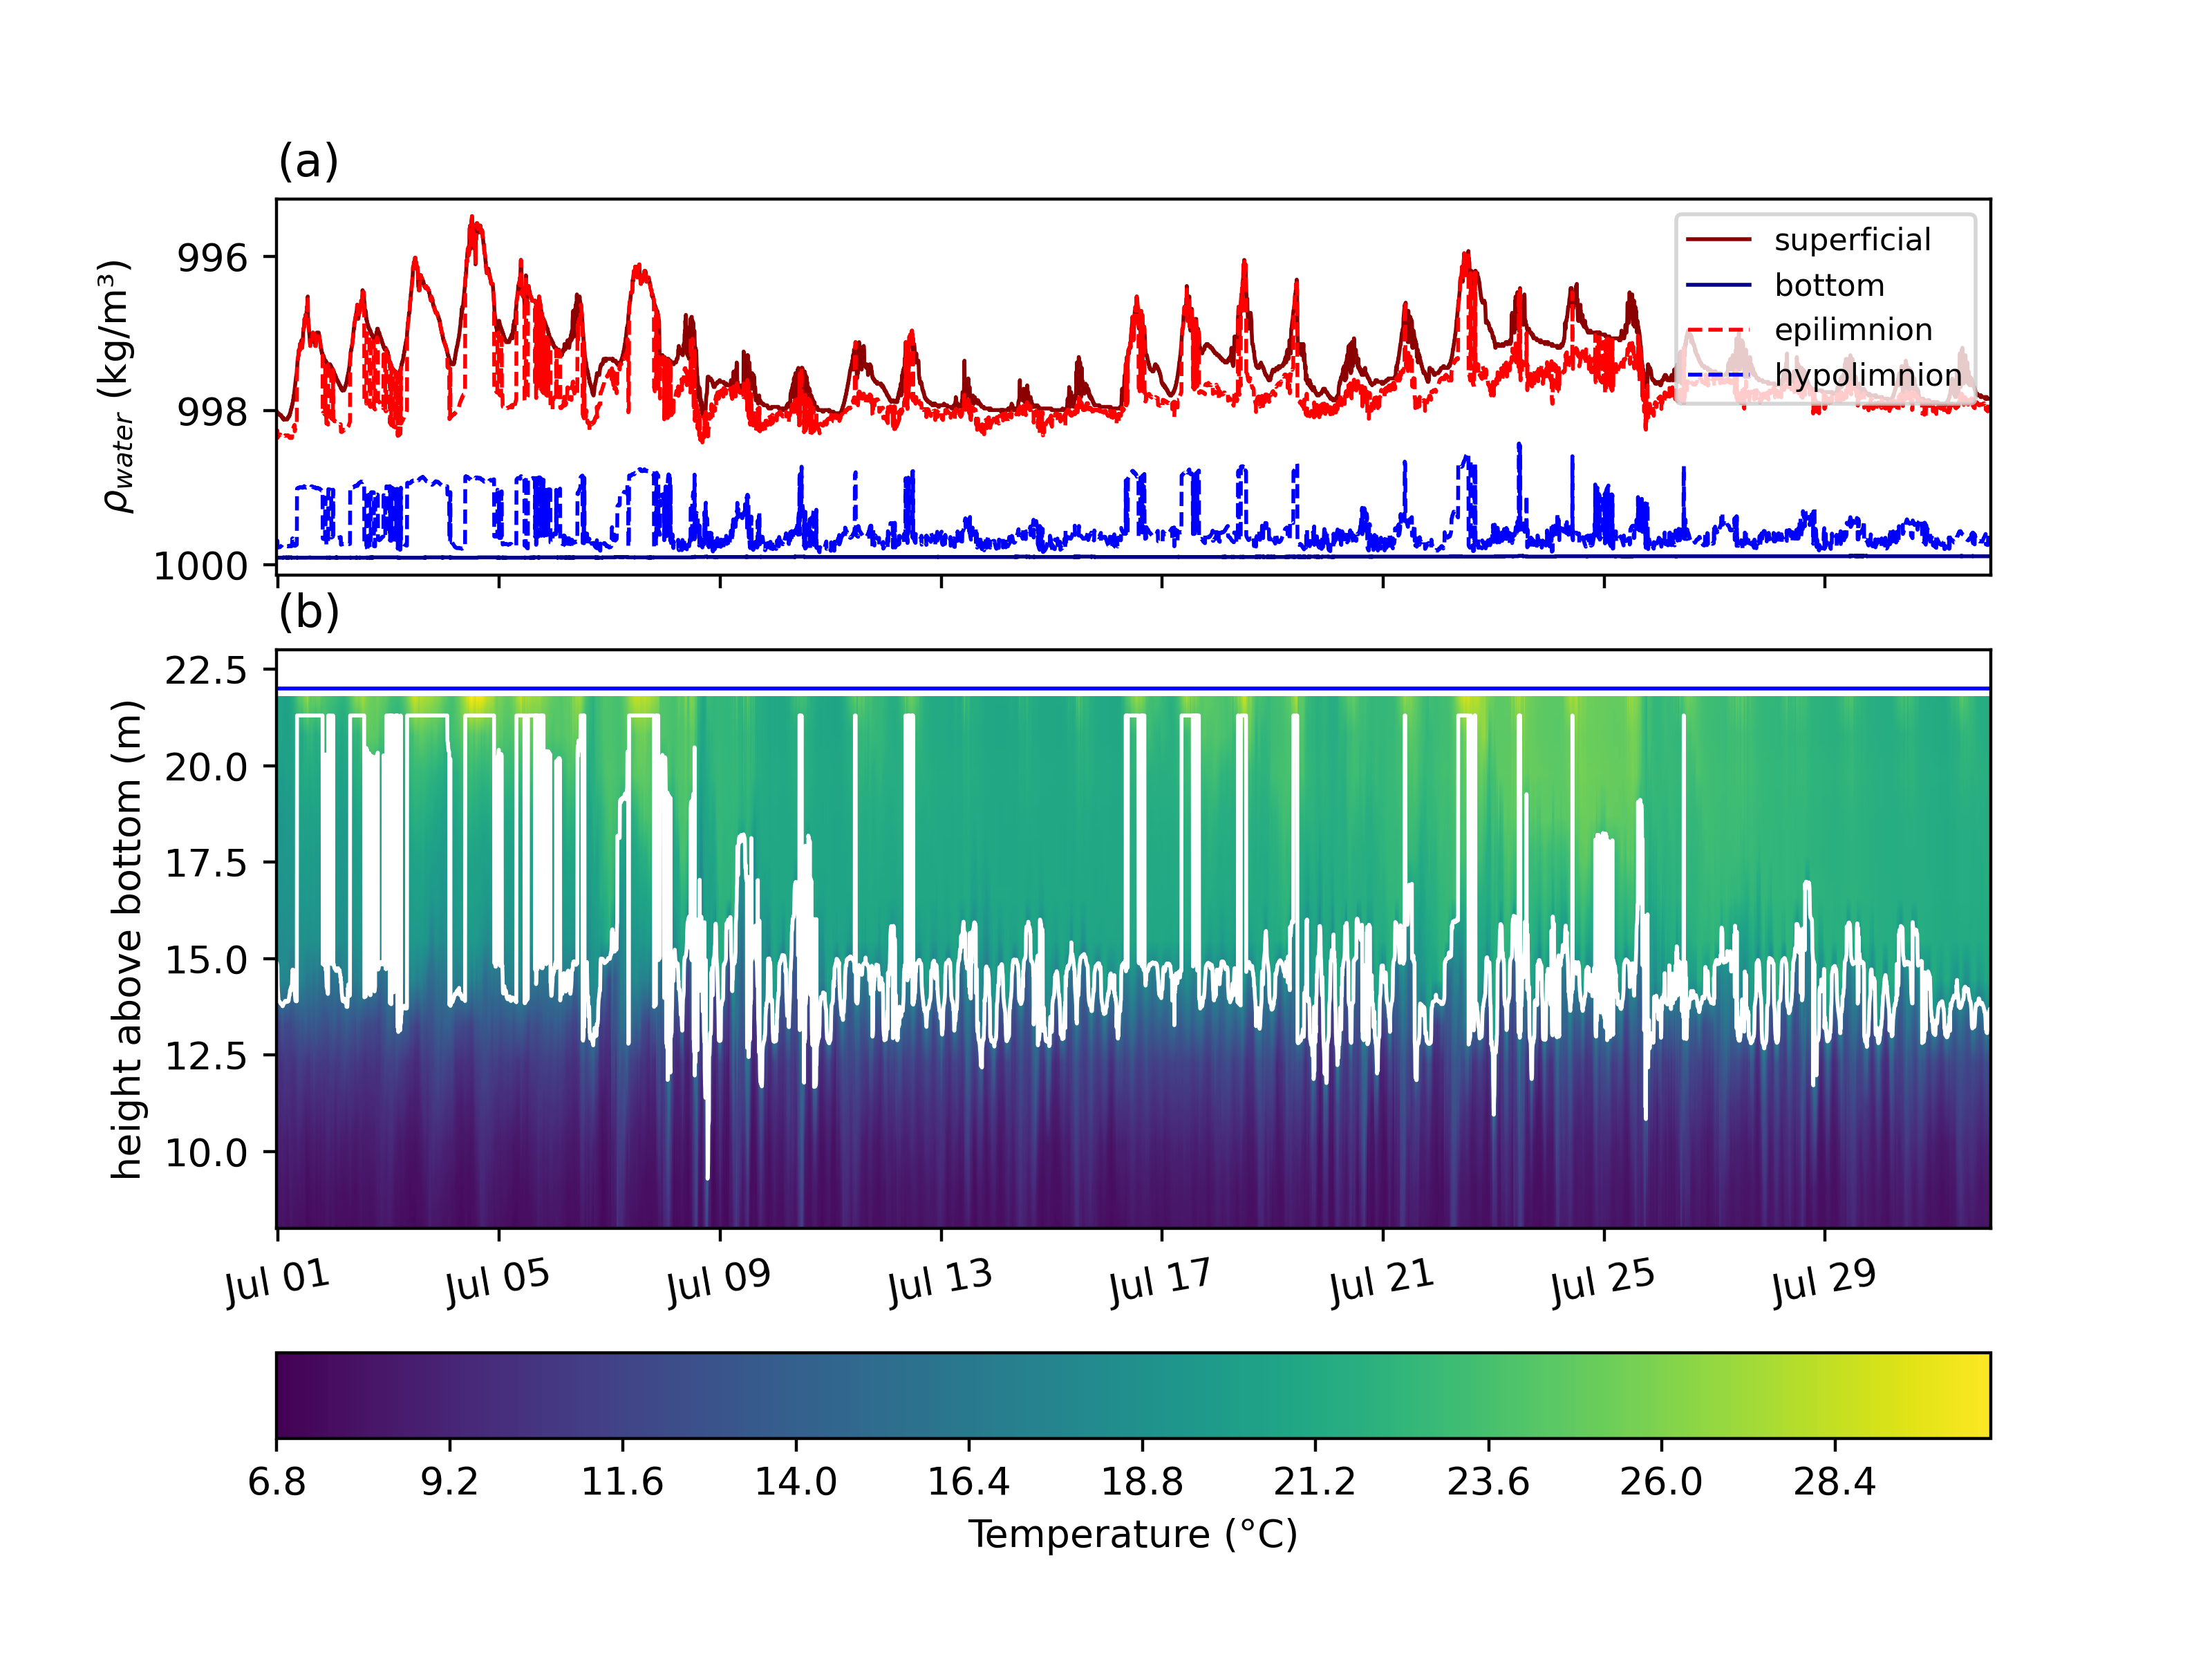 (a)
ρwater (kg/m³)
996
998
1000
superficial
bottom
epilimnion
hypolimnion
(b)
height above bottom (m)
22.5
20.0
17.5
15.0
12.5
10.0
Jul 01 Jul 05 Jul 09 Jul 13 Jul 17 Jul 21 Jul 25 Jul 29
6.8 9.2 11.6 14.0 16.4 18.8 21.2 23.6 26.0 28.4
Temperature (°C)